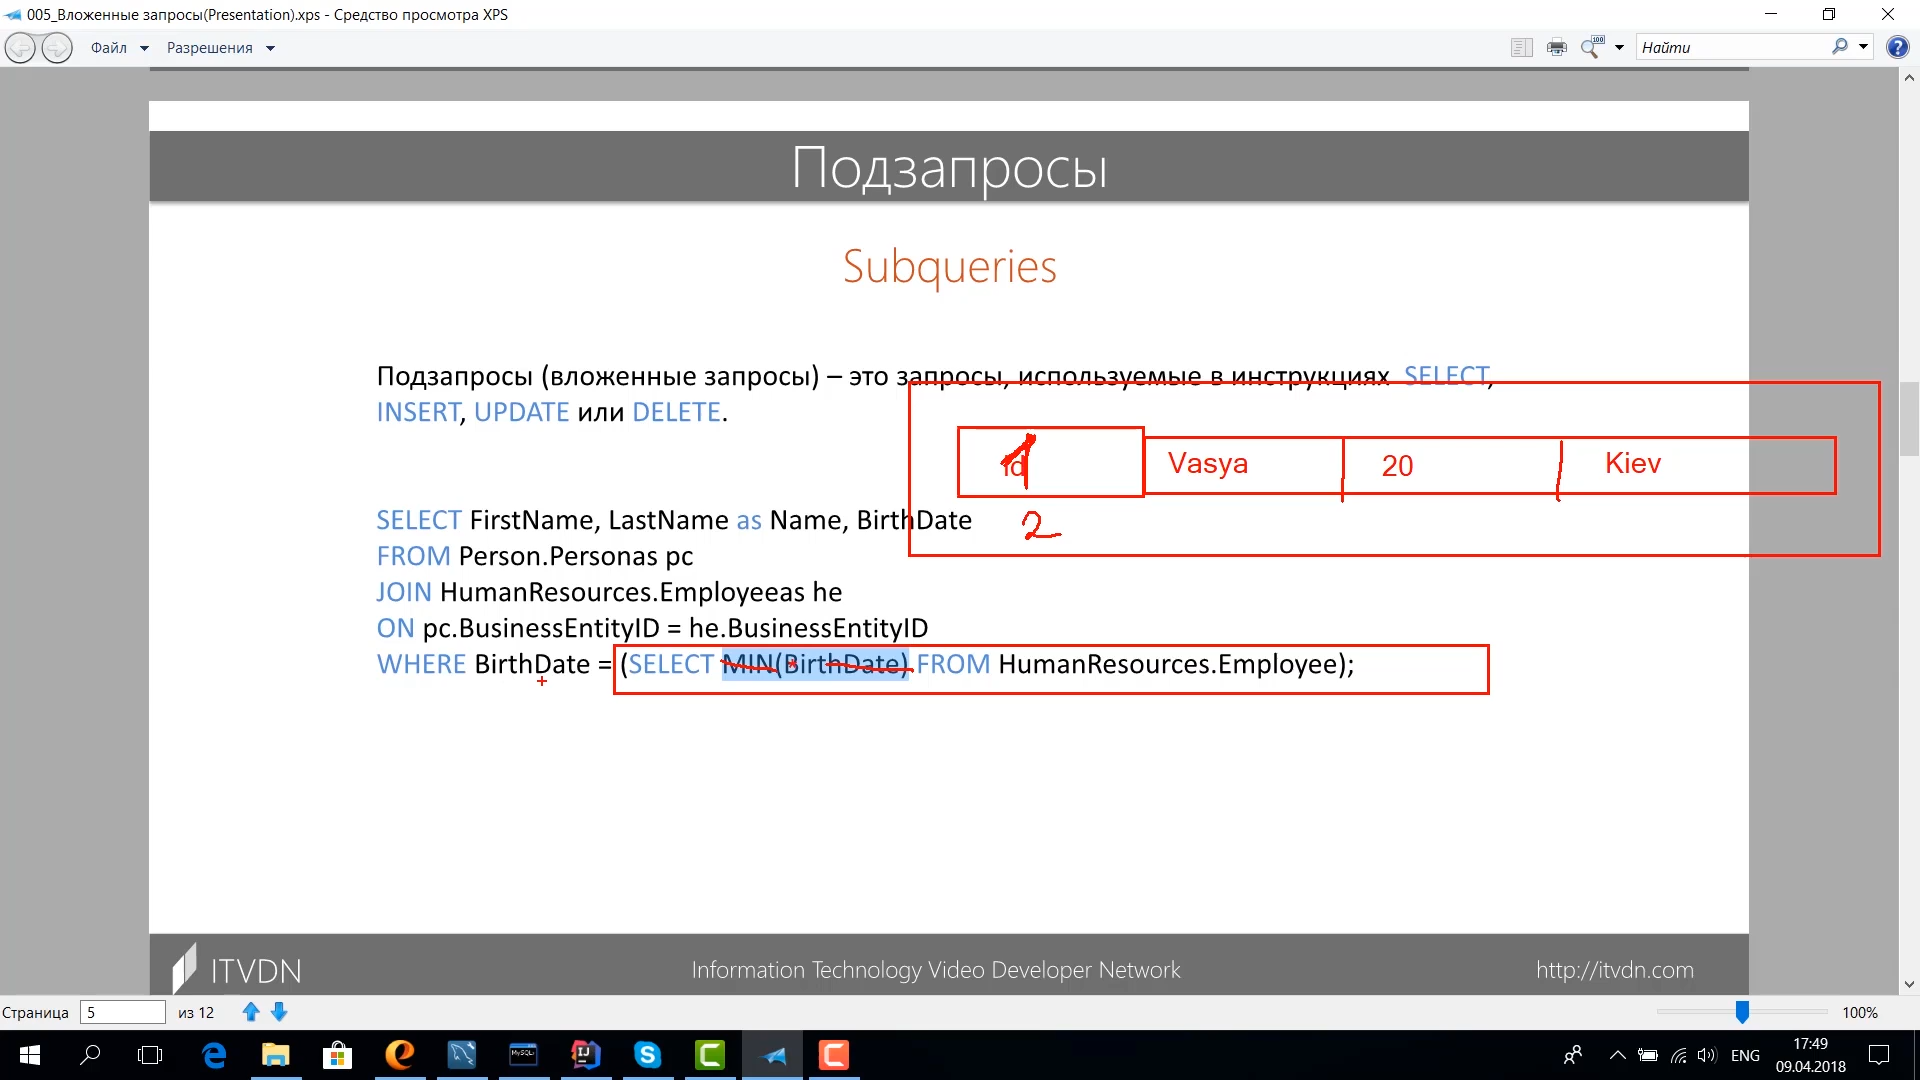 005_Вложенные запросы(Presentation).xps - Средство просмотра XPS
Файл Разрешения 100 Найти ?
Подзапросы
Subqueries
Подзапросы (вложенные запросы) – это запросы, используемые в инструкциях SELECT,
INSERT, UPDATE или DELETE.
1 Vasya 20 Kiev
2
SELECT FirstName, LastName as Name, BirthDate
FROM Person.Personas pc
JOIN HumanResources.Employeeas he
ON pc.BusinessEntityID = he.BusinessEntityID
WHERE BirthDate = (SELECT MIN(BirthDate) FROM HumanResources.Employee);
*
ITVDN Information Technology Video Developer Network http://itvdn.com
Страница 5 из 12 100%
MySQL IJ S ENG 17:49
09.04.2018